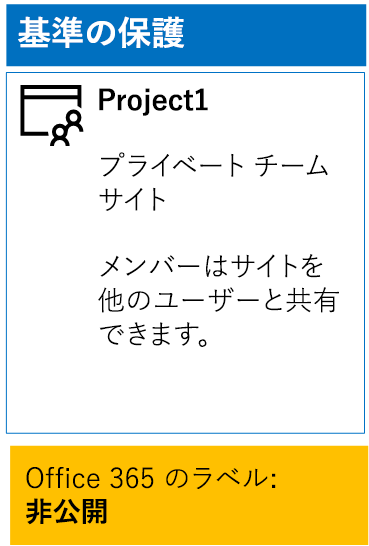 基準の保護
Project1
プライベート チーム
サイト
メンバーはサイトを
他のユーザーと共有
できます。
Office 365 のラベル:
非公開